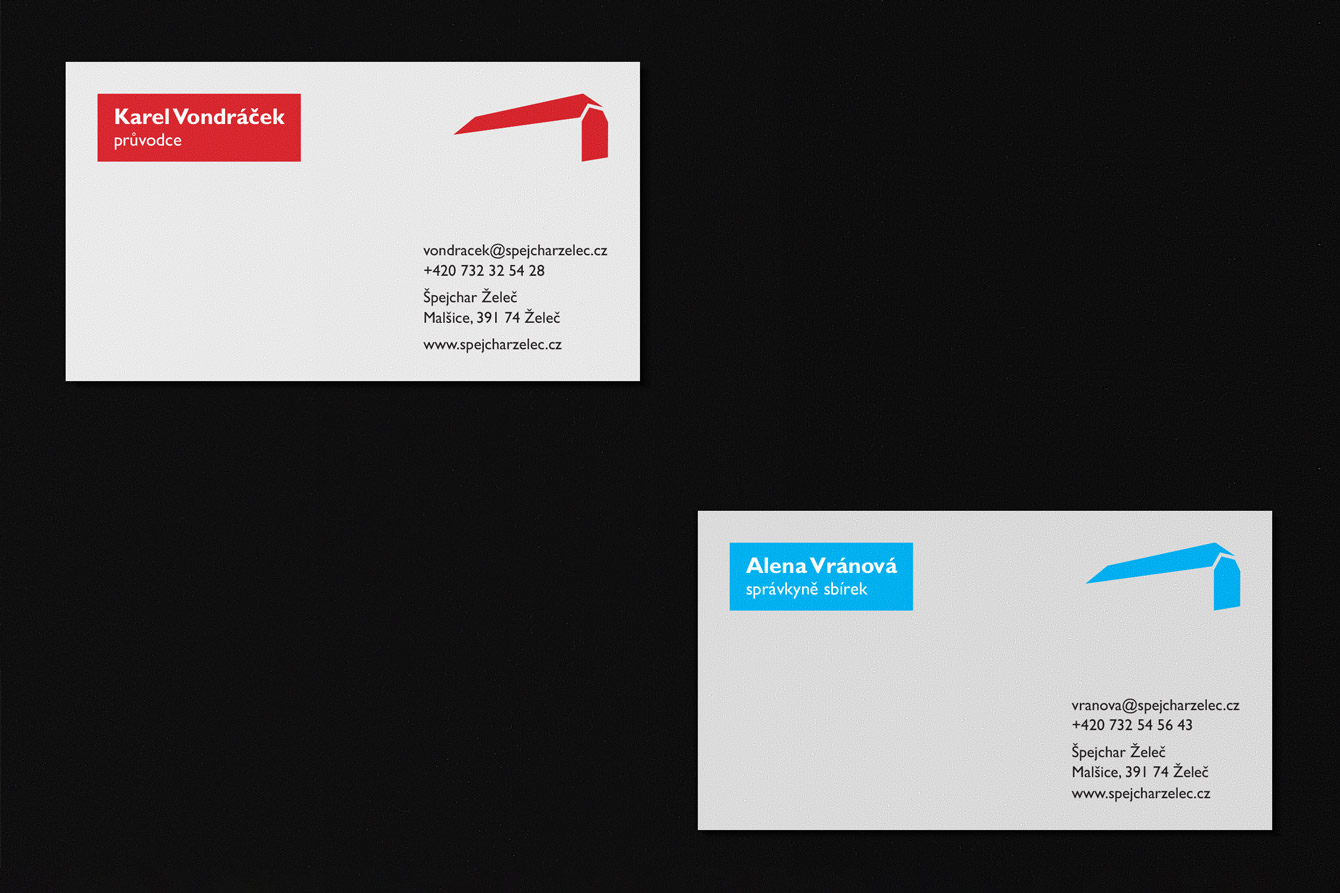 Karel Vondráček
průvodce
vondracek@spejcharzelec.cz
+420 732 32 54 28
Špejchar Želeč
Malšice, 391 74 Želeč
www.spejcharzelec.cz
Alena Vránová
správkyně sbírek
vranova@spejcharzelec.cz
+420 732 54 56 43
Špejchar Želeč
Malšice, 391 74 Želeč
www.spejcharzelec.cz